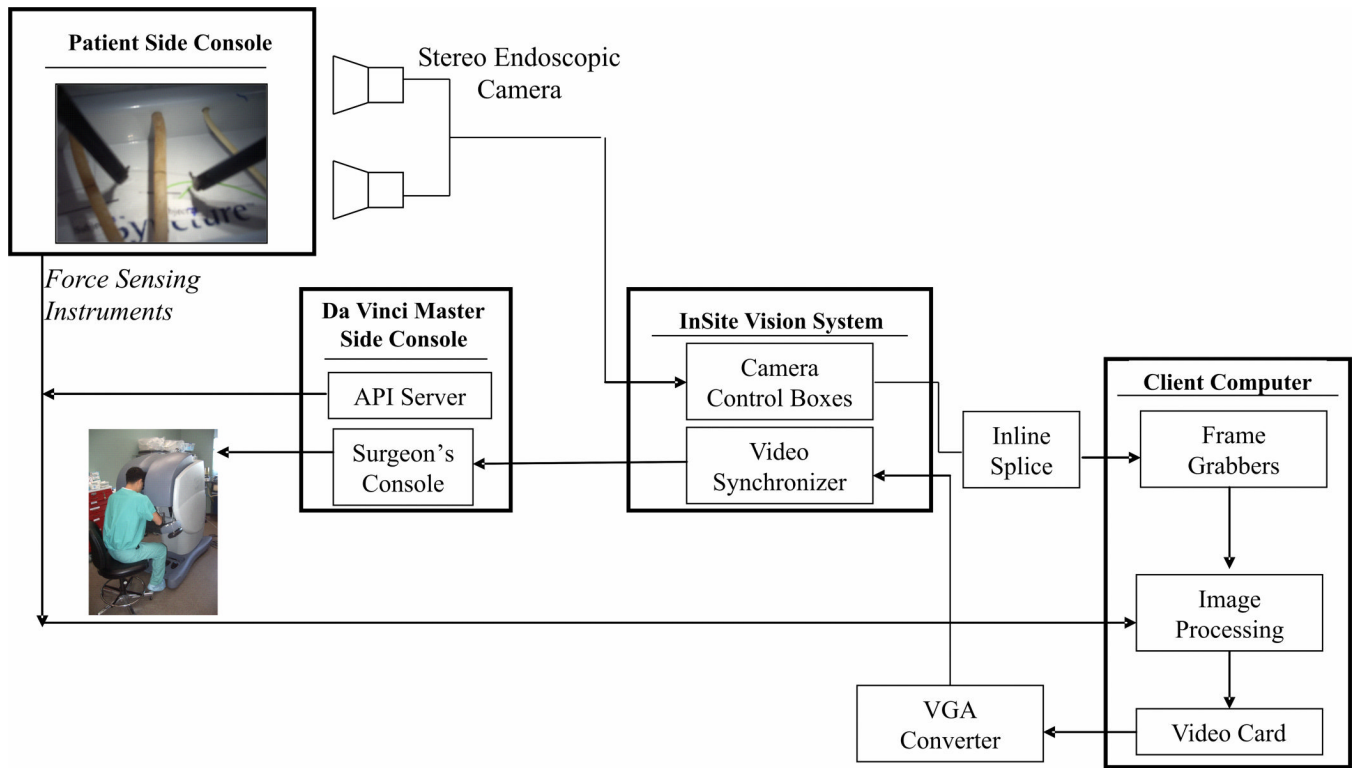 Patient Side Console
Syncture
Stereo Endoscopic
Camera
Force Sensing
Instruments
Da Vinci Master
Side Console
API Server
Surgeon's
Console
InSite Vision System
Camera
Control Boxes
Video
Synchronizer
Inline
Splice
Client Computer
Frame
Grabbers
Image
Processing
Video Card
VGA
Converter